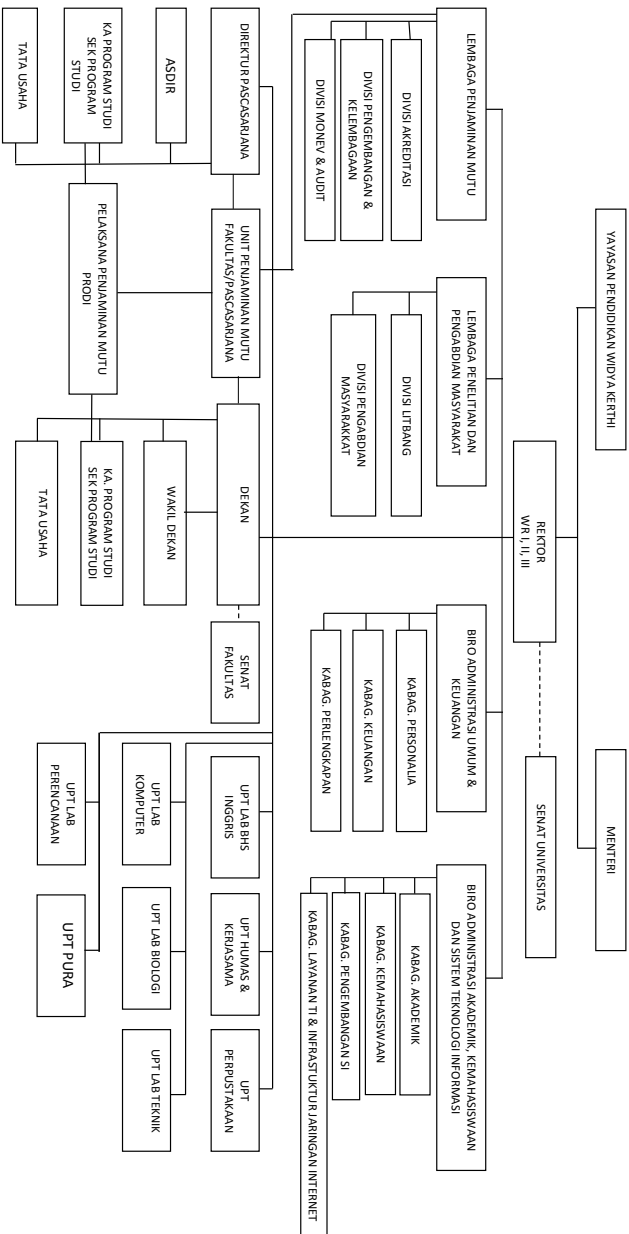 YAYASAN PENDIDIKAN WIDYA KERTHI
MENTERI
REKTOR
WR I, II, III
SENAT UNIVERSITAS
LEMBAGA PENJAMINAN MUTU
DIVISI AKREDITASI
DIVISI PENGEMBANGAN &
KELEMBAGAAN
DIVISI MONEV & AUDIT
LEMBAGA PENELITIAN DAN
PENGABDIAN MASYARAKAT
DIVISI LITBANG
DIVISI PENGABDIAN
MASYARAKKAT
BIRO ADMINISTRASI UMUM &
KEUANGAN
KABAG. PERSONALIA
KABAG. KEUANGAN
KABAG. PERLENGKAPAN
BIRO ADMINISTRASI AKADEMIK, KEMAHASISWAAN
DAN SISTEM TEKNOLOGI INFORMASI
KABAG. AKADEMIK
KABAG. KEMAHASISWAAN
KABAG. PENGEMBANGAN SI
KABAG. LAYANAN TI & INFRASTUKTUR JARINGAN INTERNET
DIREKTUR PASCASARJANA
ASDIR
KA PROGRAM STUDI
SEK PROGRAM
STUDI
TATA USAHA
UNIT PENJAMINAN MUTU
FAKULTAS/PASCASARJANA
PELAKSANA PENJAMINAN MUTU
PRODI
DEKAN
WAKIL DEKAN
KA. PROGRAM STUDI
SEK PROGRAM STUDI
TATA USAHA
SENAT
FAKULTAS
UPT LAB BHS
INGGRIS
UPT HUMAS &
KERJASAMA
UPT
PERPUSTAKAAN
UPT LAB
KOMPUTER
UPT LAB BIOLOGI
UPT LAB TEKNIK
UPT LAB
PERENCANAAN
UPT PURA